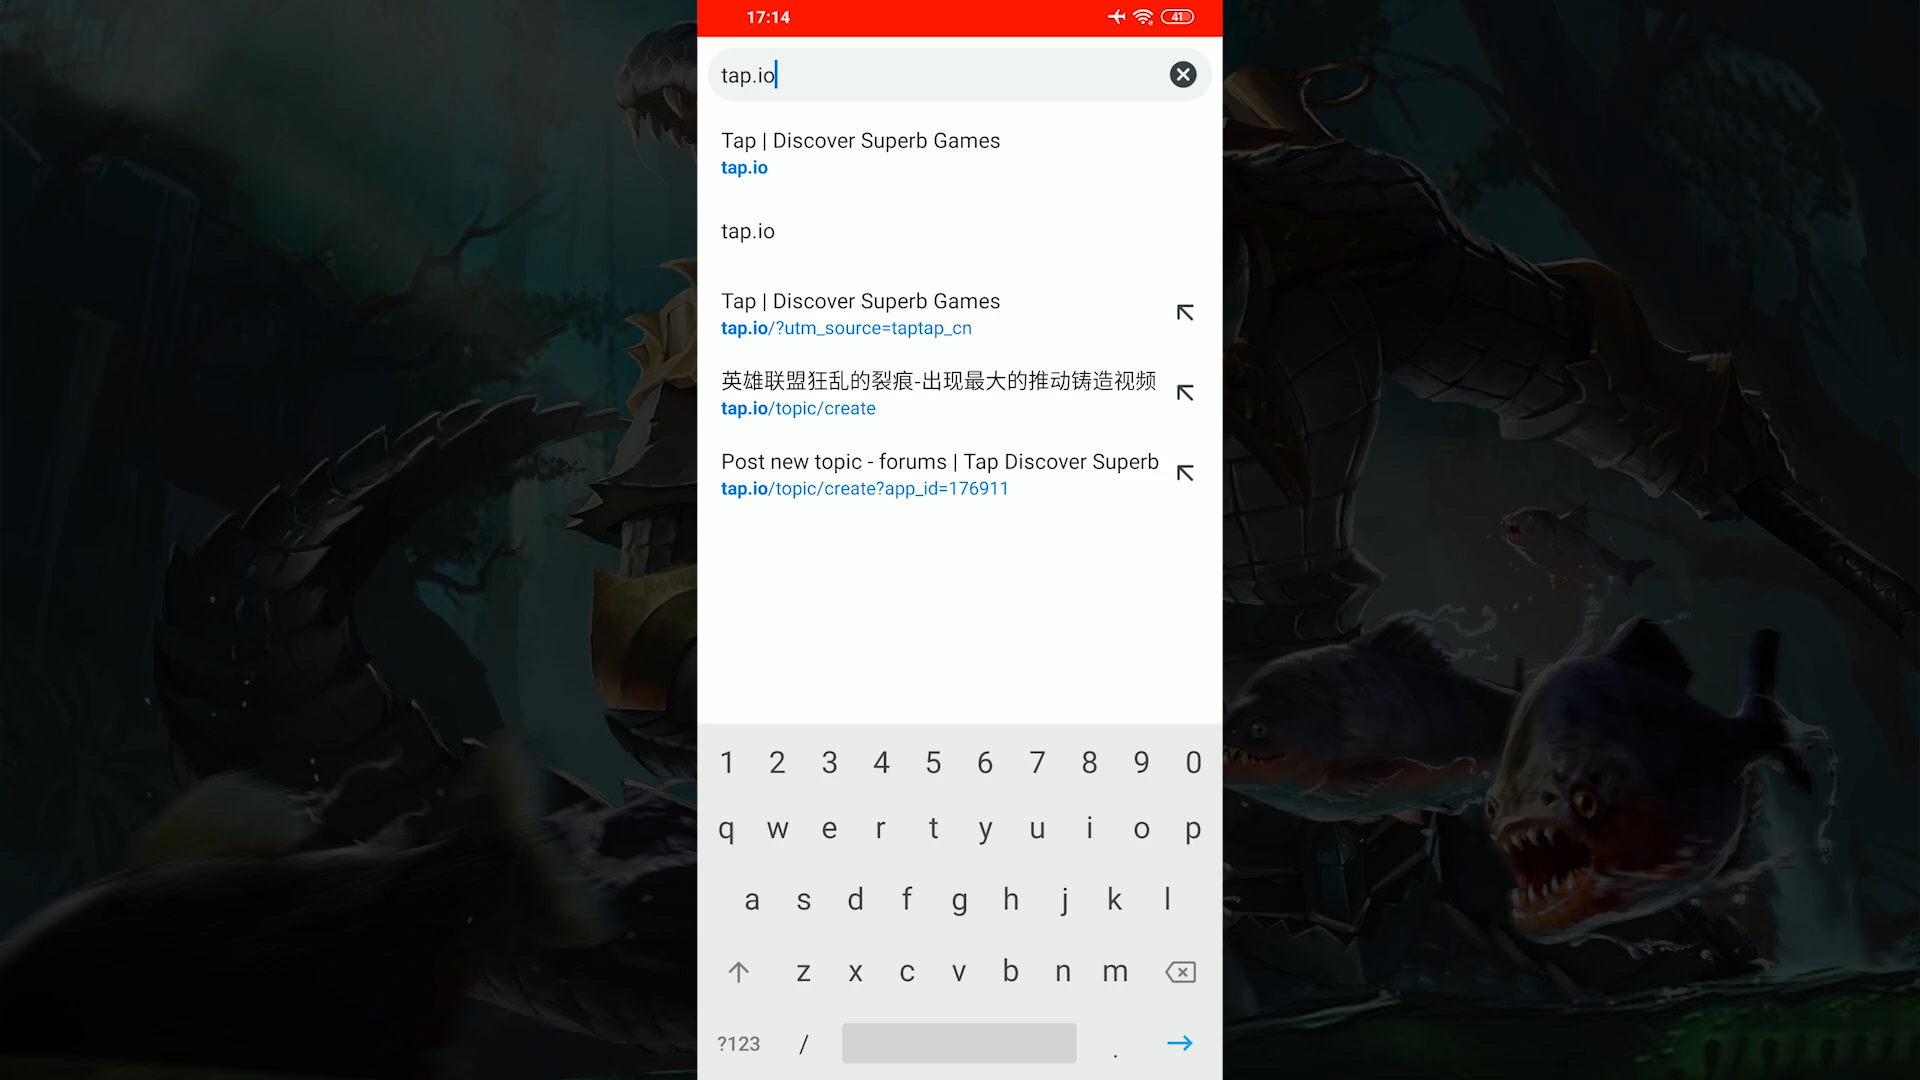 17:14
41
tap.io
Tap | Discover Superb Games
tap.io
tap.io
Tap | Discover Superb Games
tap.io/?utm_source=taptap_cn
英雄联盟狂乱的裂痕-出现最大的推动铸造视频
tap.io/topic/create
Post new topic - forums | Tap Discover Superb
tap.io/topic/create?app_id=176911
1 2 3 4 5 6 7 8 9 0
q w e r t y u i o p
a s d f g h j k l
z x c v b n m
?123 / .